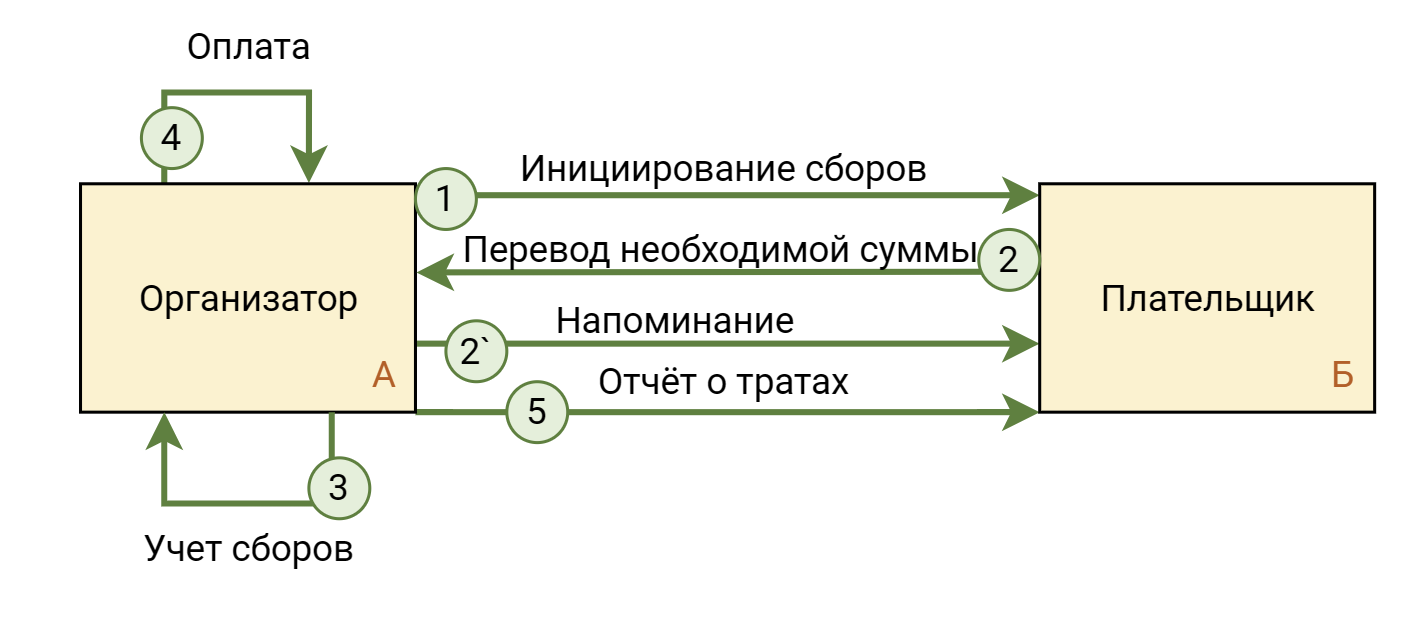 Оплата
4
Инициирование сборов
1
Перевод необходимой суммы
2
Организатор
Плательщик
Напоминание
2`
А
Б
Отчёт о тратах
5
3
Учет сборов